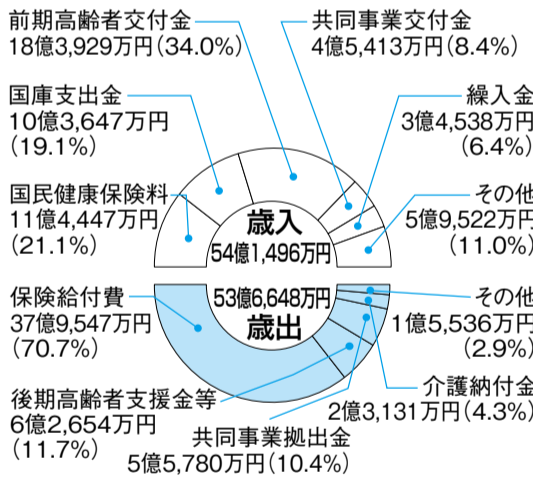 前期高齢者交付金
18億3,929万円(34.0%)
共同事業交付金
4億5,413万円(8.4%)
国庫支出金
10億3,647万円
(19.1%)
繰入金
3億4,538万円
(6.4%)
国民健康保険料
11億4,447万円
(21.1%)
その他
5億9,522万円
(11.0%)
歳入
54億1,496万円
53億6,648万円
歳出
保険給付費
37億9,547万円
(70.7%)
その他
1億5,536万円
(2.9%)
介護納付金
2億3,131万円(4.3%)
後期高齢者支援金等
6億2,654万円
(11.7%)
共同事業拠出金
5億5,780万円(10.4%)